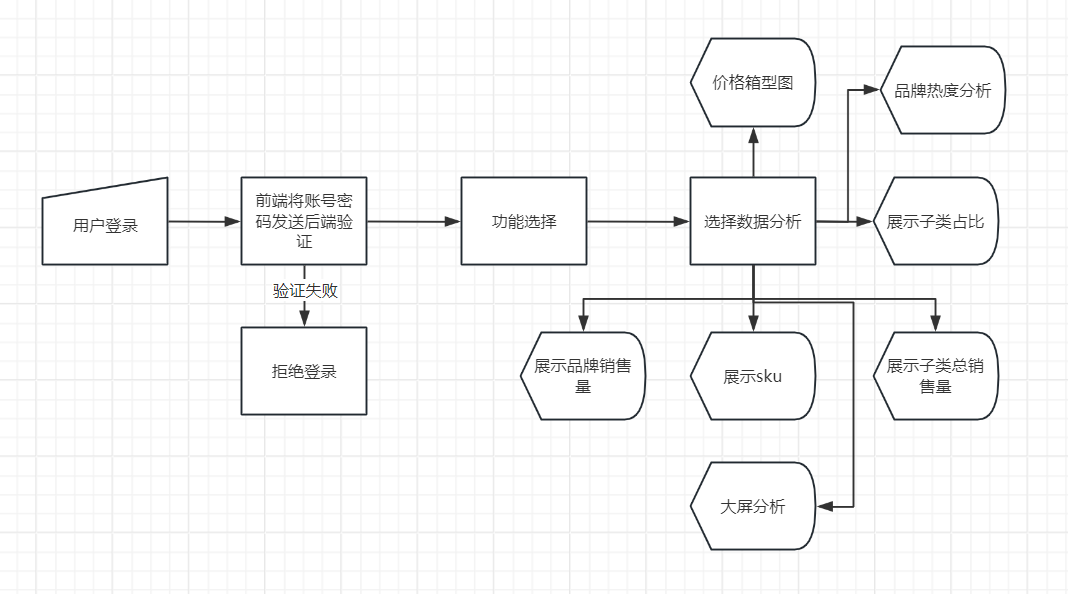 价格箱型图
品牌热度分析
用户登录
前端将账号密
码发送后端验
证
功能选择
选择数据分析
展示子类占比
验证失败
拒绝登录
展示品牌销售
量
展示sku
展示子类总销
售量
大屏分析